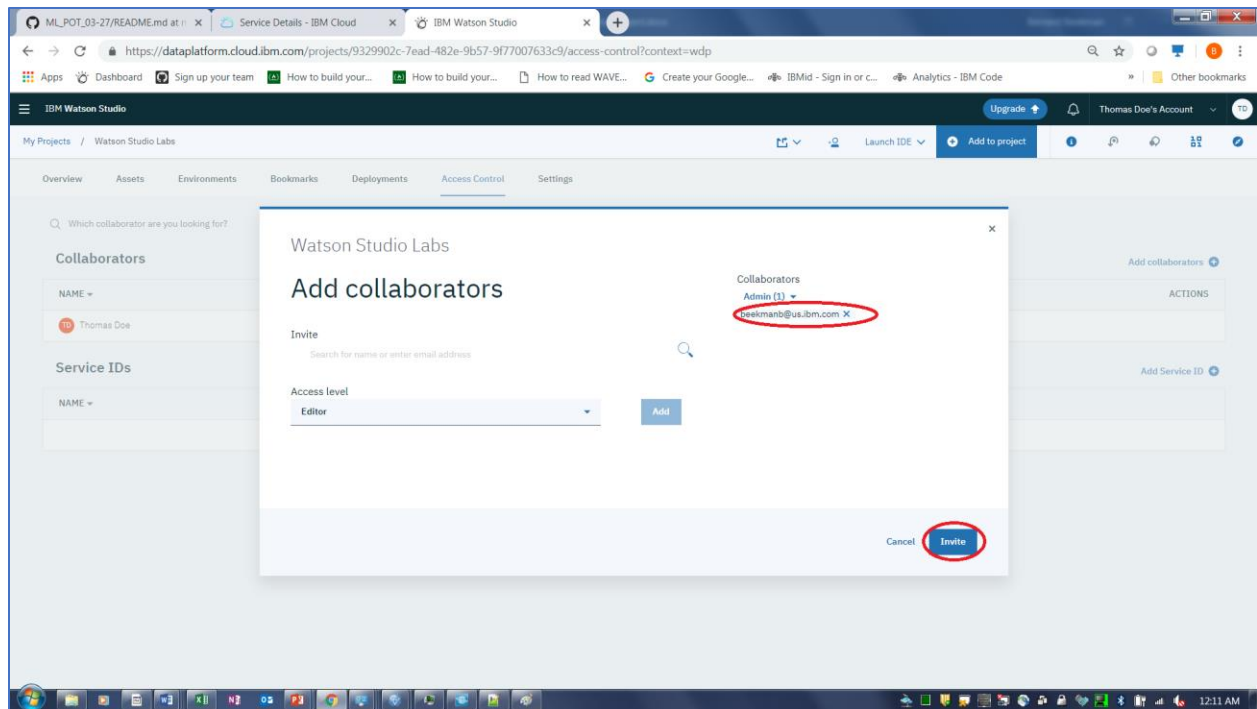 ML_POT_03-27/README.md at
Service Details - IBM Cloud
IBM Watson Studio
https://dataplatform.cloud.ibm.com/projects/9329902c-7ead-482e-9b57-9f77007633c9/access-control?context=wdp
B
Apps Dashboard Sign up your team How to build your... How to build your... How to read WAVE... Create your Google... IBMid - Sign in or c... Analytics - IBM Code » Other bookmarks
IBM Watson Studio Upgrade Thomas Doe's Account TD
My Projects / Watson Studio Labs Launch IDE Add to project
Overview Assets Environments Bookmarks Deployments Access Control Settings
Which collaborator are you looking for?
Collaborators Add collaborators
NAME ACTIONS
TD Thomas Doe
Service IDs Add Service ID
NAME
Watson Studio Labs
Add collaborators
Invite
Search for name or enter email address
Access level
Editor Add
Collaborators
Admin (1)
beekmanb@us.ibm.com X
Cancel Invite
12:11 AM